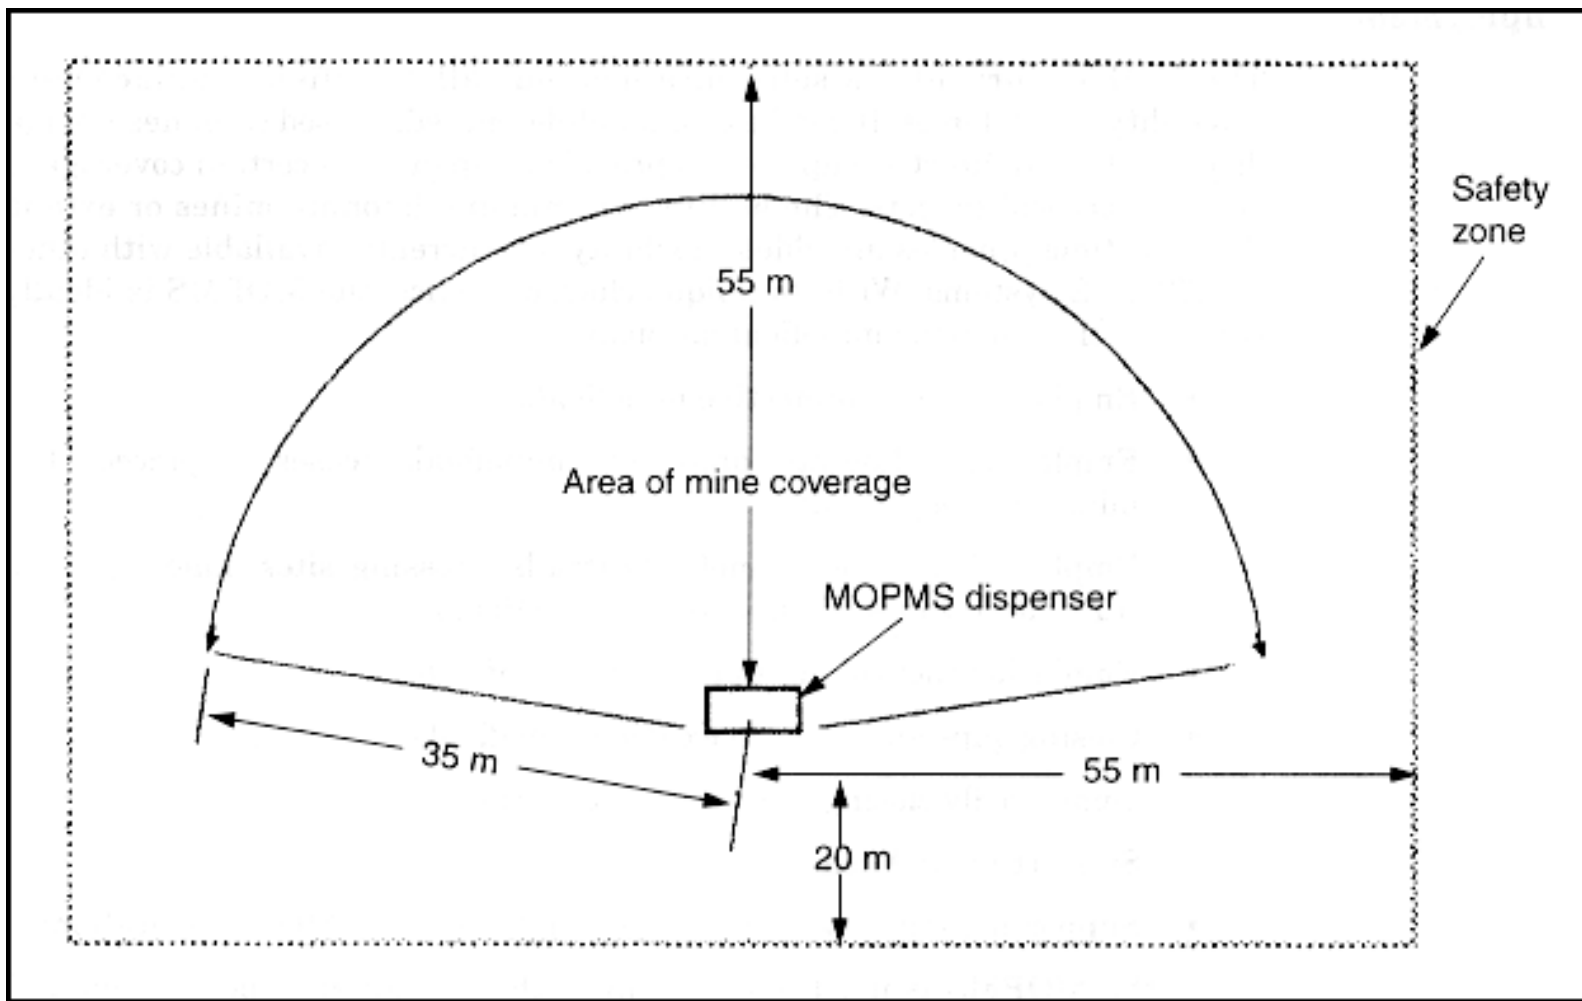 Safety
zone
55 m
Area of mine coverage
MOPMS dispenser
35 m
55 m
20 m